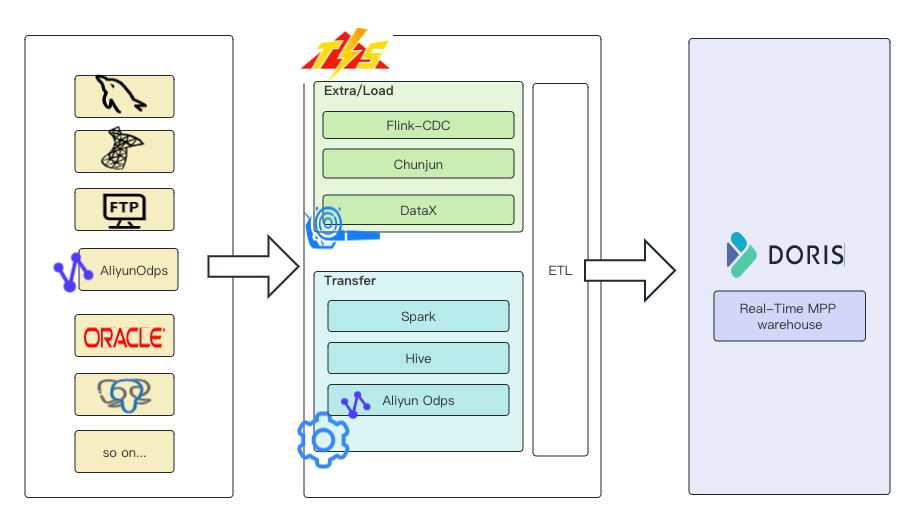 FTP
AliyunOdps
ORACLE
so on...
TIS
Extra/Load
Flink-CDC
Chunjun
DataX
Transfer
Spark
Hive
Aliyun Odps
ETL
DORIS
Real-Time MPP
warehouse